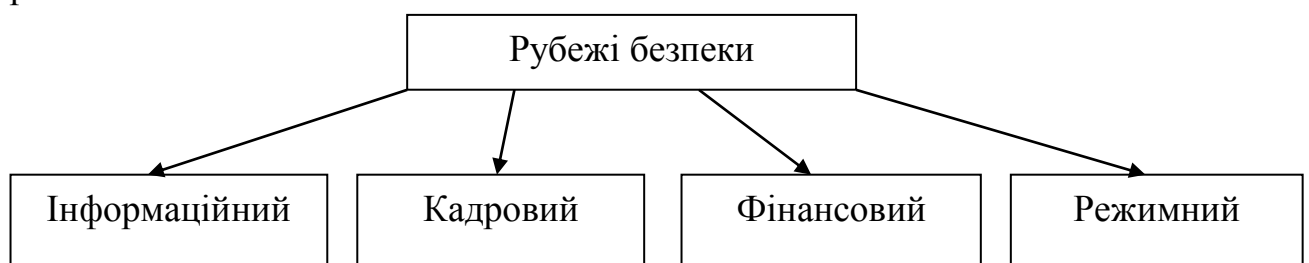 Рубежі безпеки
Інформаційний Кадровий Фінансовий Режимний